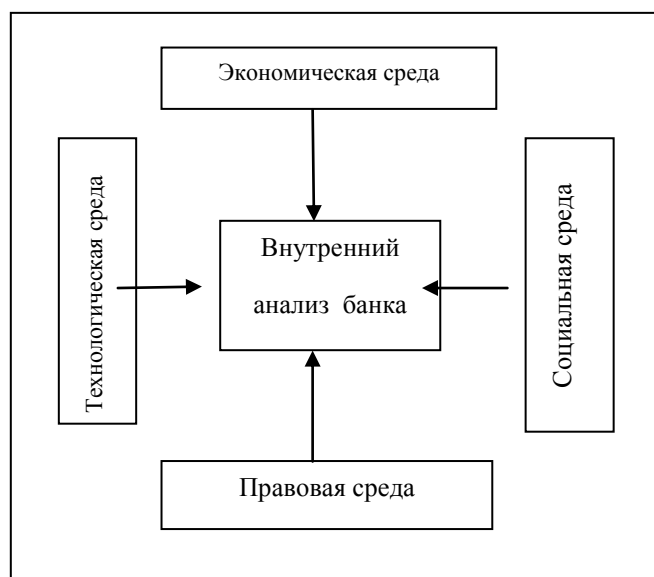 Экономическая среда
Технологическая среда
Внутренний
анализ банка
Социальная среда
Правовая среда